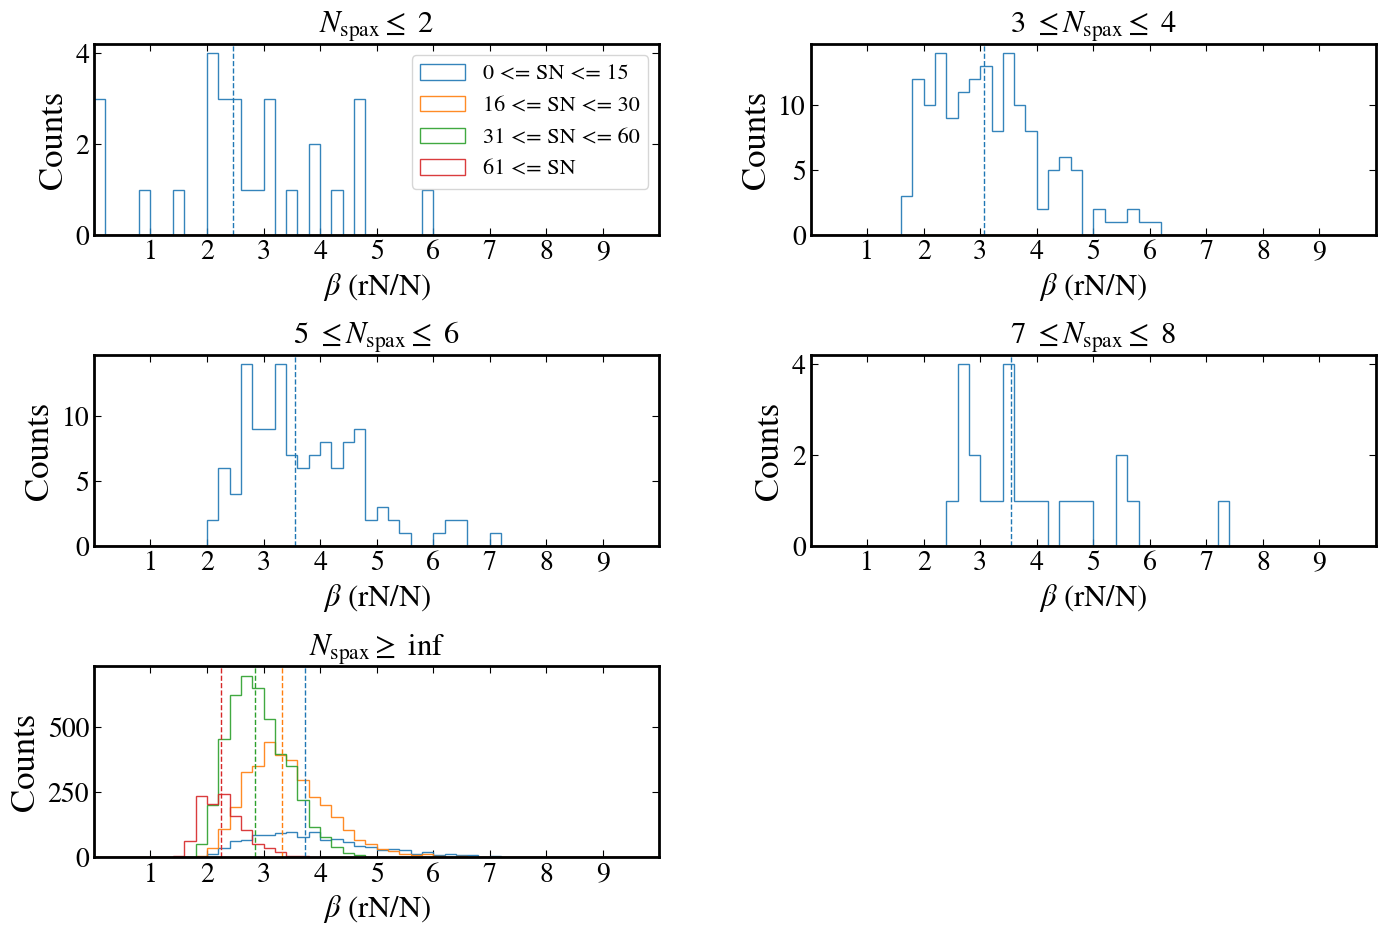 N_spax ≤ 2
4
2
0
Counts
0 <= SN <= 15
16 <= SN <= 30
31 <= SN <= 60
61 <= SN
1 2 3 4 5 6 7 8 9
β (rN/N)
3 ≤ N_spax ≤ 4
10
5
0
Counts
1 2 3 4 5 6 7 8 9
β (rN/N)
5 ≤ N_spax ≤ 6
10
5
0
Counts
1 2 3 4 5 6 7 8 9
β (rN/N)
7 ≤ N_spax ≤ 8
4
2
0
Counts
1 2 3 4 5 6 7 8 9
β (rN/N)
N_spax ≥ inf
500
250
0
Counts
1 2 3 4 5 6 7 8 9
β (rN/N)